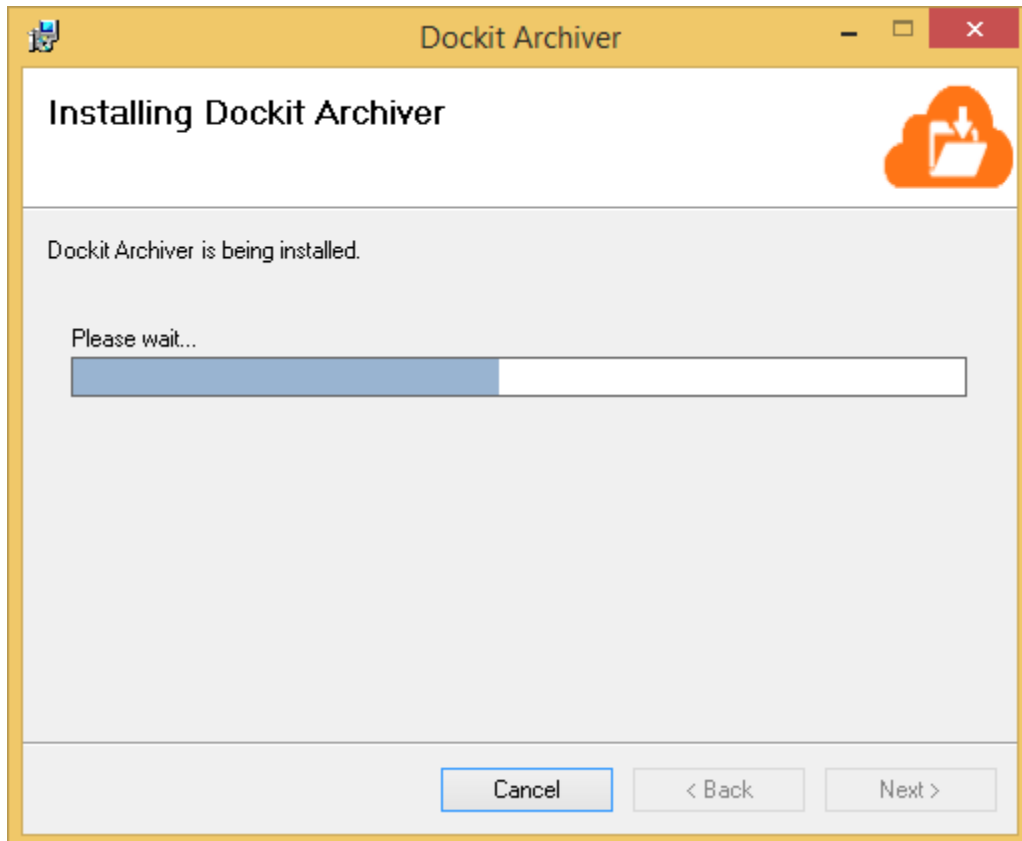 Dockit Archiver
Installing Dockit Archiver
Dockit Archiver is being installed.
Please wait...
Cancel
< Back
Next >